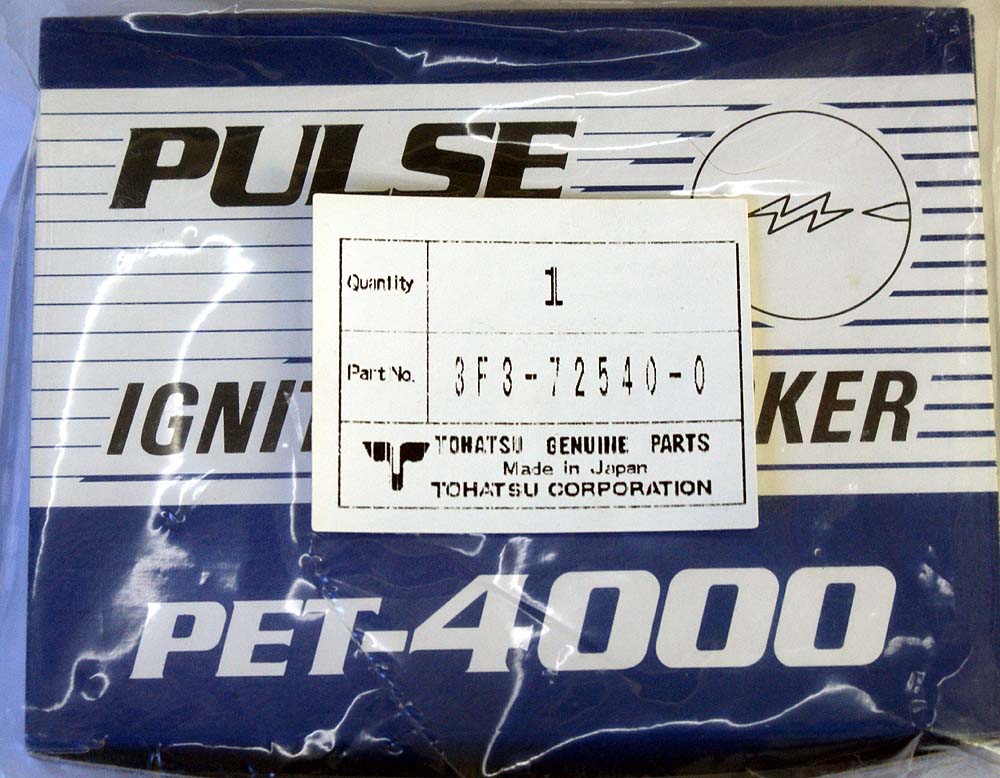 PULSE
Quantity 1
Part No. 3F3-72540-0
IGNI KER
TOHATSU GENUINE PARTS
Made in Japan
TOHATSU CORPORATION
PET-4000